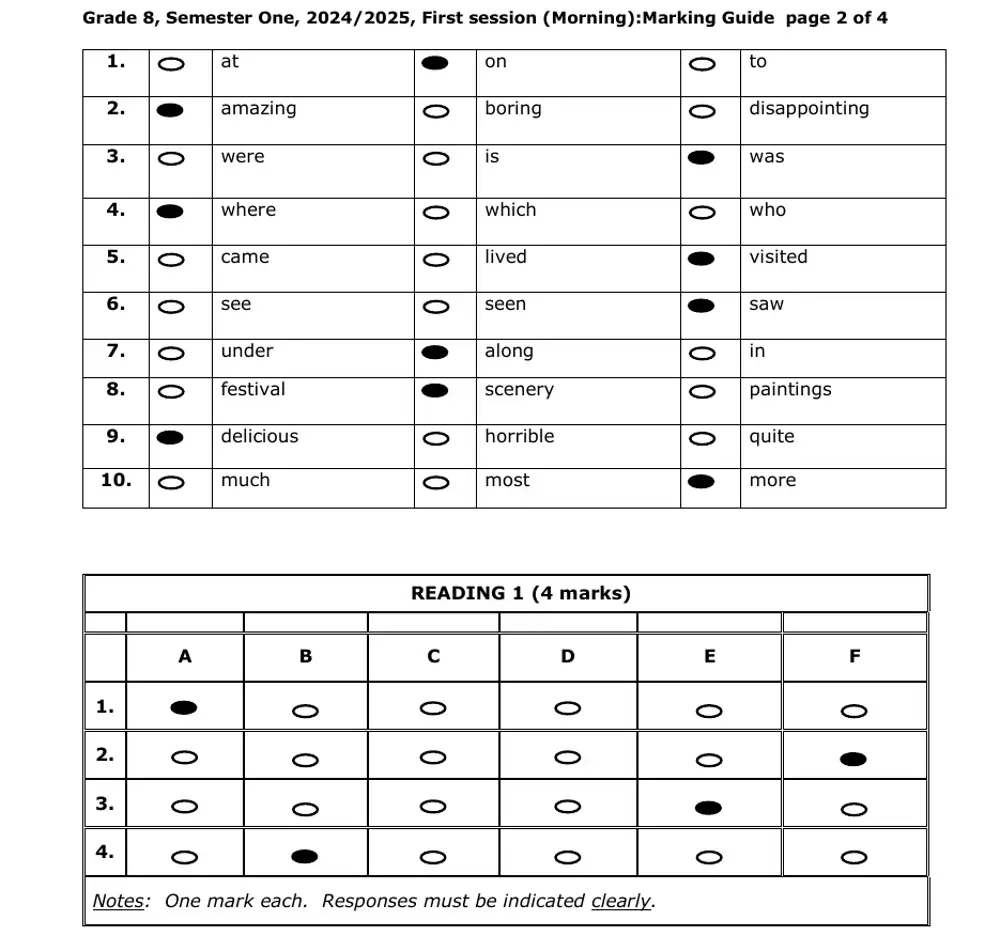 Grade 8, Semester One, 2024/2025, First session (Morning):Marking Guide page 2 of 4
1. at on to
2. amazing boring disappointing
3. were is was
4. where which who
5. came lived visited
6. see seen saw
7. under along in
8. festival scenery paintings
9. delicious horrible quite
10. much most more
READING 1 (4 marks)
A B C D E F
1.
2.
3.
4.
Notes: One mark each. Responses must be indicated clearly.